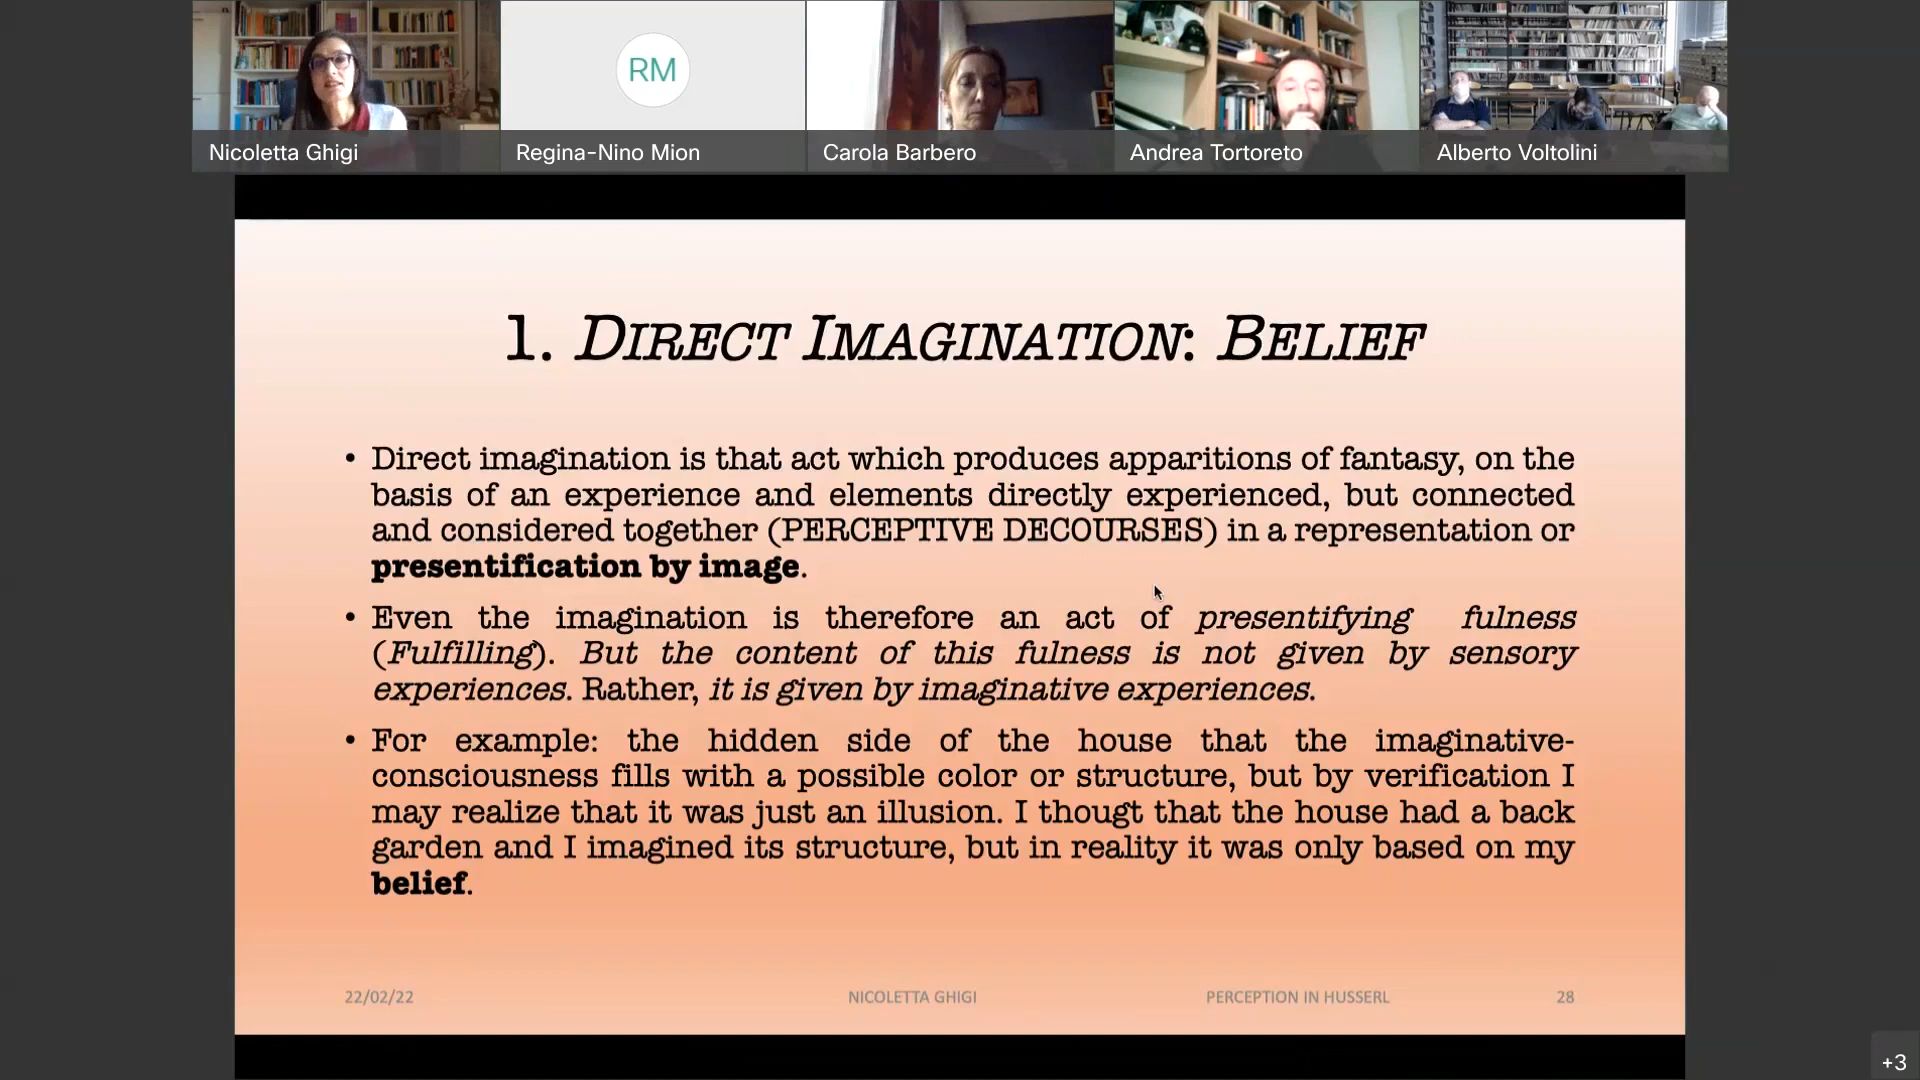 RM
Nicoletta Ghigi
Regina-Nino Mion
Carola Barbero
Andrea Tortoreto
Alberto Voltolini
1. DIRECT IMAGINATION: BELIEF
• Direct imagination is that act which produces apparitions of fantasy, on the
basis of an experience and elements directly experienced, but connected
and considered together (PERCEPTIVE DECOURSES) in a representation or
presentification by image.
• Even the imagination is therefore an act of presentifying fulness
(Fulfilling). But the content of this fulness is not given by sensory
experiences. Rather, it is given by imaginative experiences.
• For example: the hidden side of the house that the imaginative-
consciousness fills with a possible color or structure, but by verification I
may realize that it was just an illusion. I thougt that the house had a back
garden and I imagined its structure, but in reality it was only based on my
belief.
22/02/22
NICOLETTA GHIGI
PERCEPTION IN HUSSERL
28
+3